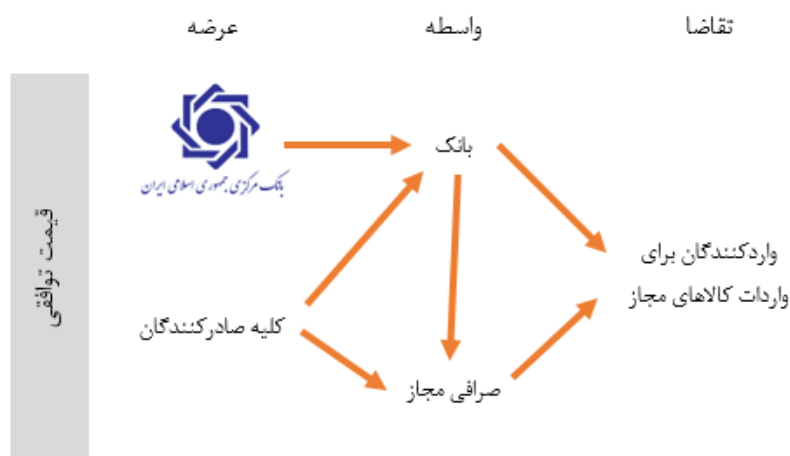 تقاضا
واسطه
عرضه
قیمت توافقی
بانک
بانک مرکزی جمهوری اسلامی ایران
واردکنندگان برای
واردات کالاهای مجاز
کلیه صادرکنندگان
صرافی مجاز